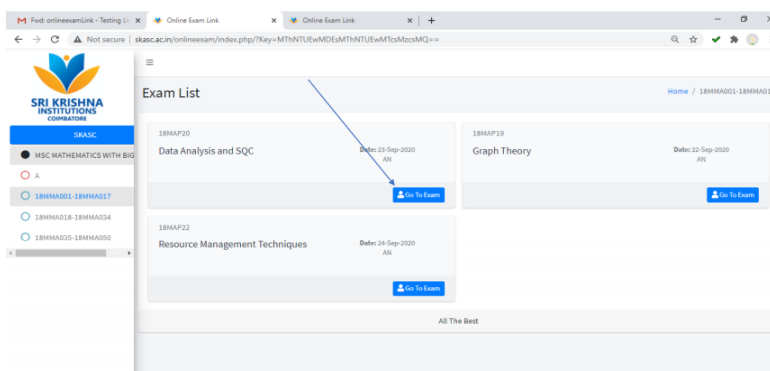 Fwd: onlineexamLink - Testing Lin
Online Exam Link
Online Exam Link
Not secure | skasc.ac.in/onlineexam/index.php/?Key=MThNTUEwMDEsMThNTUEwMTcsMzcsMQ==
SRI KRISHNA
INSTITUTIONS
COIMBATORE
SKASC
MSC MATHEMATICS WITH BIG
A
18MMA001-18MMA017
18MMA018-18MMA034
18MMA035-18MMA050
Exam List
Home / 18MMA001-18MMA01
18MAP20
Data Analysis and SQC
Date: 23-Sep-2020
AN
Go To Exam
18MAP19
Graph Theory
Date: 22-Sep-2020
AN
Go To Exam
18MAP22
Resource Management Techniques
Date: 24-Sep-2020
AN
Go To Exam
All The Best